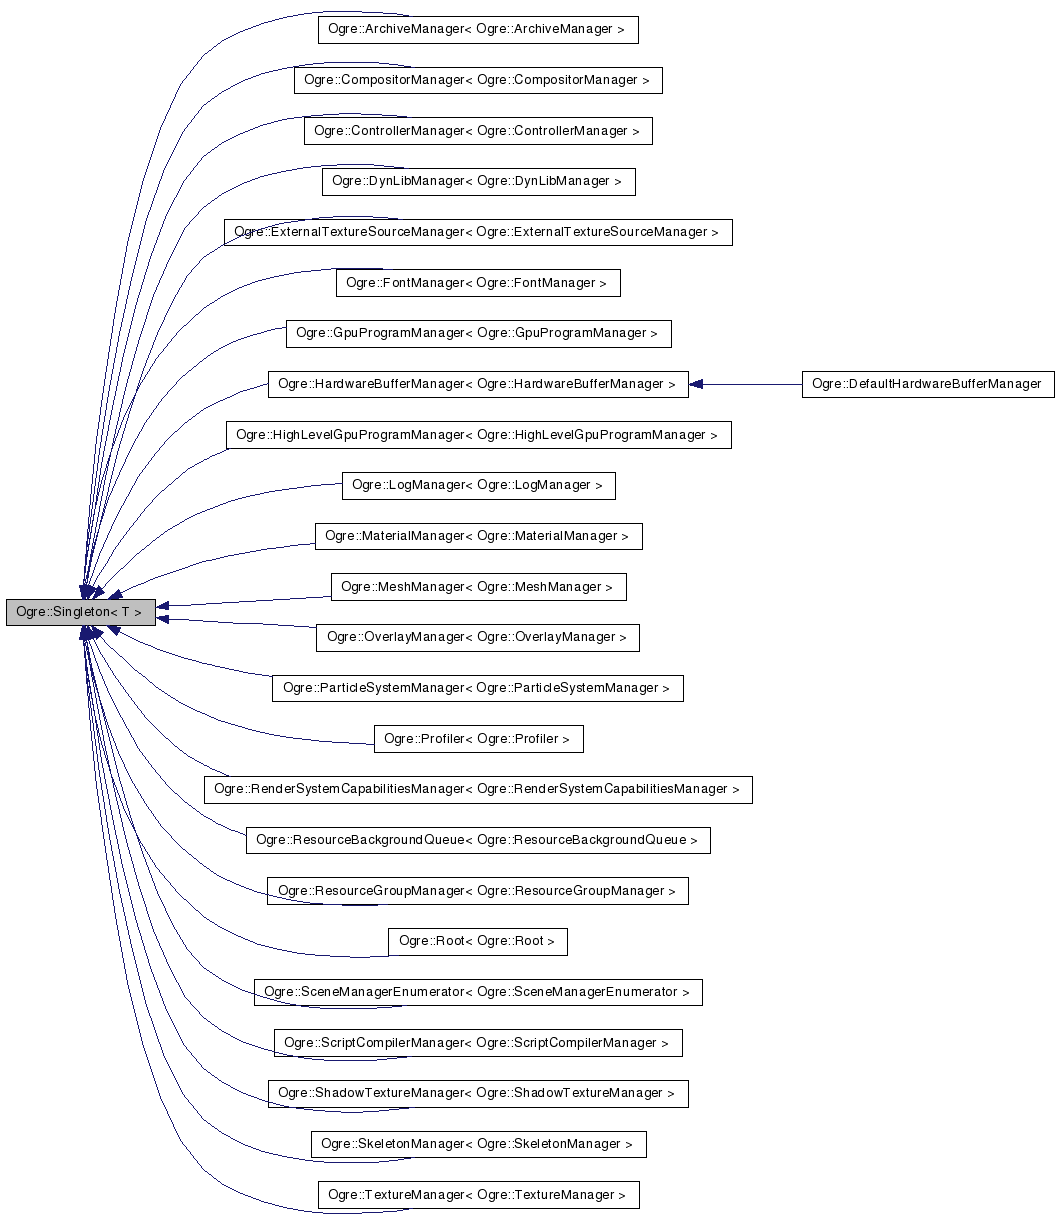 Ogre::ArchiveManager< Ogre::ArchiveManager >
Ogre::CompositorManager< Ogre::CompositorManager >
Ogre::ControllerManager< Ogre::ControllerManager >
Ogre::DynLibManager< Ogre::DynLibManager >
Ogre::ExternalTextureSourceManager< Ogre::ExternalTextureSourceManager >
Ogre::FontManager< Ogre::FontManager >
Ogre::GpuProgramManager< Ogre::GpuProgramManager >
Ogre::HardwareBufferManager< Ogre::HardwareBufferManager >
Ogre::DefaultHardwareBufferManager
Ogre::HighLevelGpuProgramManager< Ogre::HighLevelGpuProgramManager >
Ogre::LogManager< Ogre::LogManager >
Ogre::MaterialManager< Ogre::MaterialManager >
Ogre::MeshManager< Ogre::MeshManager >
Ogre::Singleton< T >
Ogre::OverlayManager< Ogre::OverlayManager >
Ogre::ParticleSystemManager< Ogre::ParticleSystemManager >
Ogre::Profiler< Ogre::Profiler >
Ogre::RenderSystemCapabilitiesManager< Ogre::RenderSystemCapabilitiesManager >
Ogre::ResourceBackgroundQueue< Ogre::ResourceBackgroundQueue >
Ogre::ResourceGroupManager< Ogre::ResourceGroupManager >
Ogre::Root< Ogre::Root >
Ogre::SceneManagerEnumerator< Ogre::SceneManagerEnumerator >
Ogre::ScriptCompilerManager< Ogre::ScriptCompilerManager >
Ogre::ShadowTextureManager< Ogre::ShadowTextureManager >
Ogre::SkeletonManager< Ogre::SkeletonManager >
Ogre::TextureManager< Ogre::TextureManager >